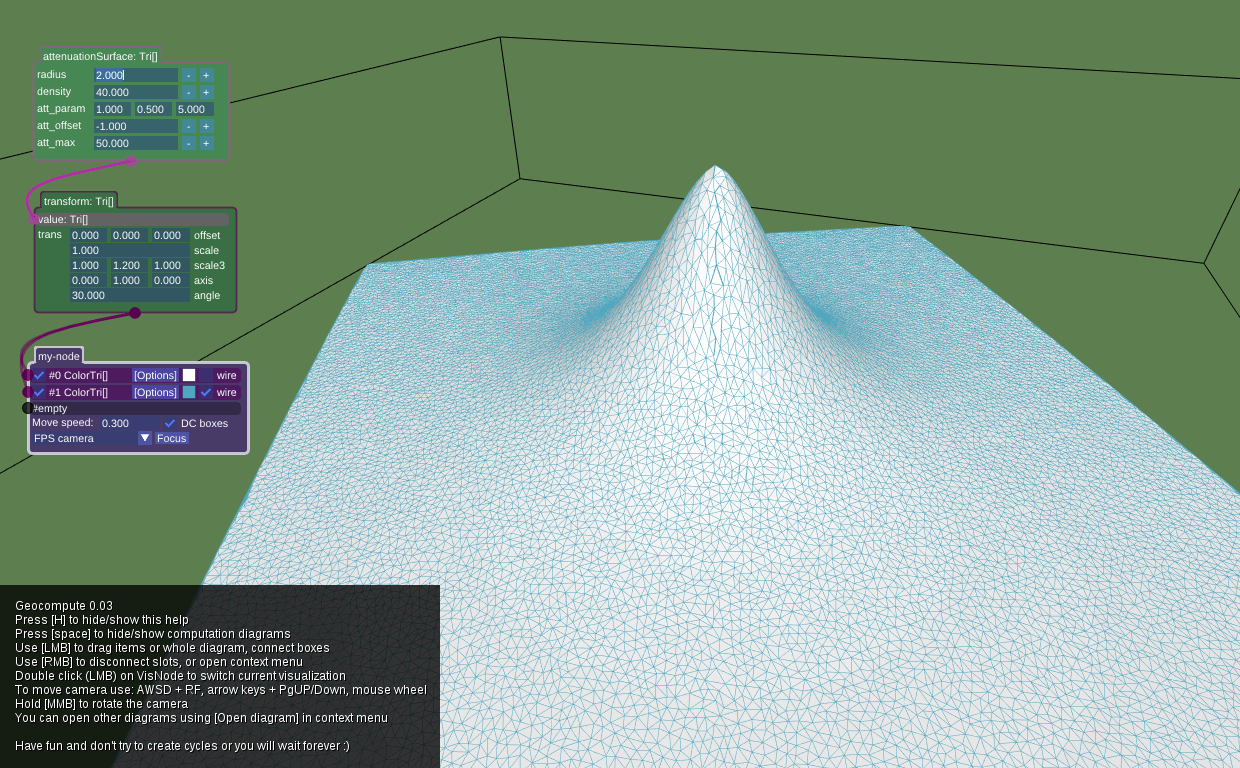 attenuationSurface: Tri[]
radius 2.000 - +
density 40.000 - +
att_param 1.000 0.500 5.000
att_offset -1.000 - +
att_max 50.000 - +
transform: Tri[]
value: Tri[]
trans 0.000 0.000 0.000 offset
1.000 scale
1.000 1.200 1.000 scale3
0.000 1.000 0.000 axis
30.000 angle
my-node
#0 ColorTri[] [Options] wire
#1 ColorTri[] [Options] wire
#empty
Move speed: 0.300 DC boxes
FPS camera Focus
Geocompute 0.03
Press [H] to hide/show this help
Press [space] to hide/show computation diagrams
Use [LMB] to drag items or whole diagram, connect boxes
Use [PMB] to disconnect slots, or open context menu
Double click (LMB) on VisNode to switch current visualization
To move camera use: AWSD + RF, arrow keys + PgUP/Down, mouse wheel
Hold [MMB] to rotate the camera
You can open other diagrams using [Open diagram] in context menu
Have fun and don't try to create cycles or you will wait forever :)